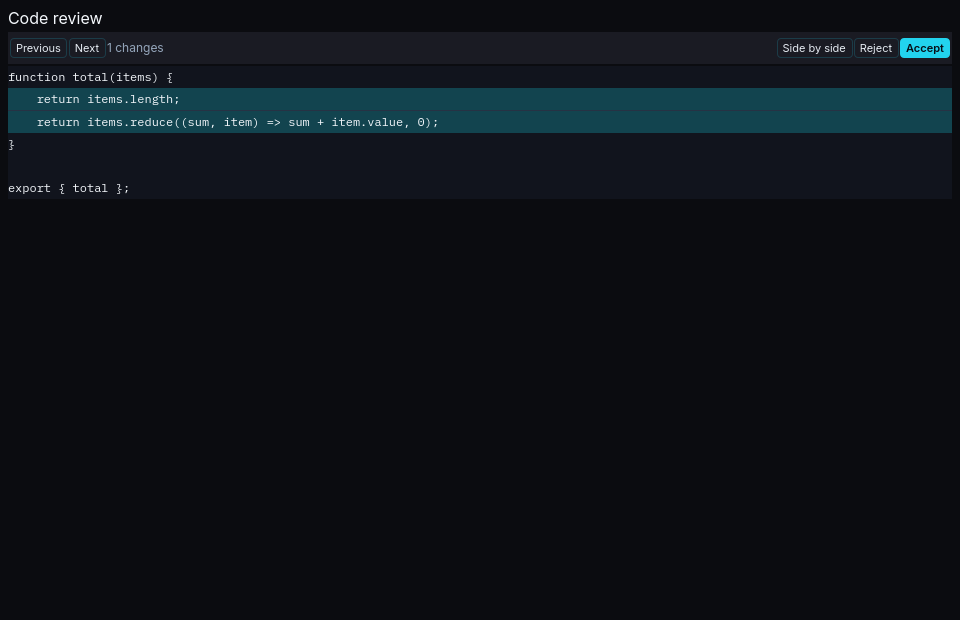 Code review
Previous Next 1 changes Side by side Reject Accept
function total(items) {
    return items.length;
    return items.reduce((sum, item) => sum + item.value, 0);
}
export { total };